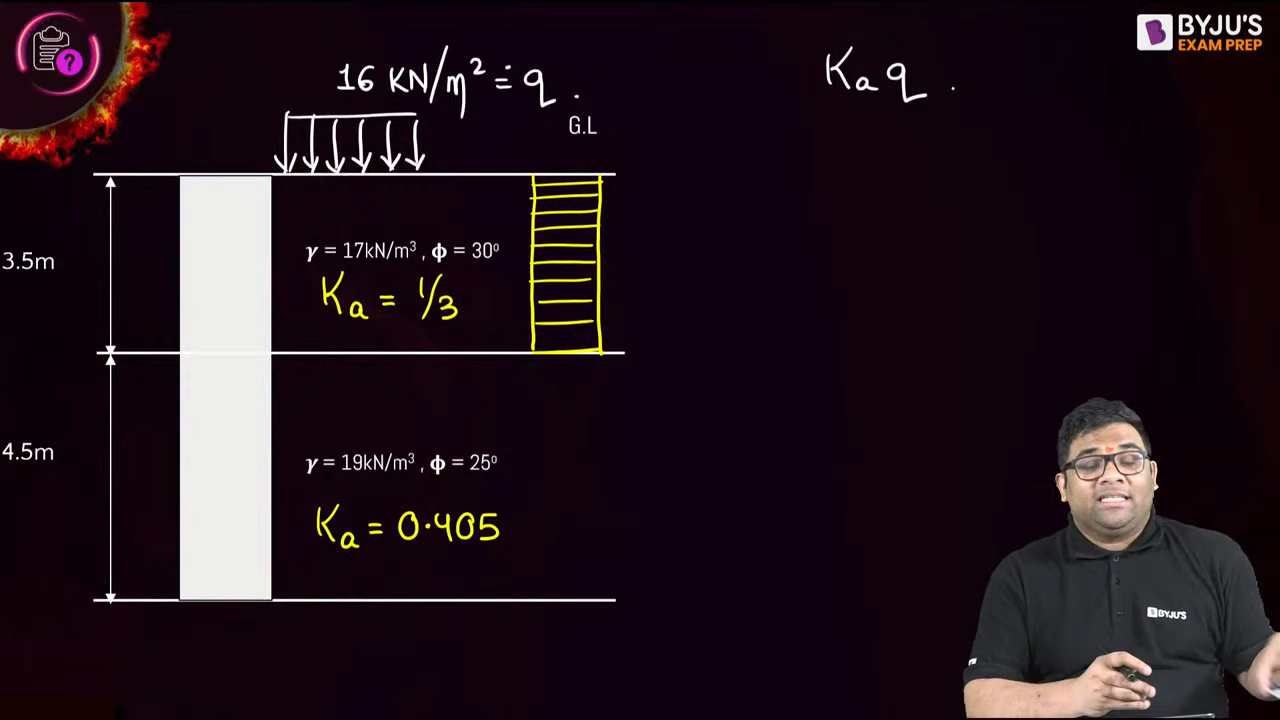 BYJU'S
EXAM PREP
?
16 KN/m² = q .
Kₐ q .
G.L
3.5m
γ = 17kN/m³ , Φ = 30⁰
Kₐ = 1/3
4.5m
γ = 19kN/m³ , Φ = 25⁰
Kₐ = 0.405
BYJU'S